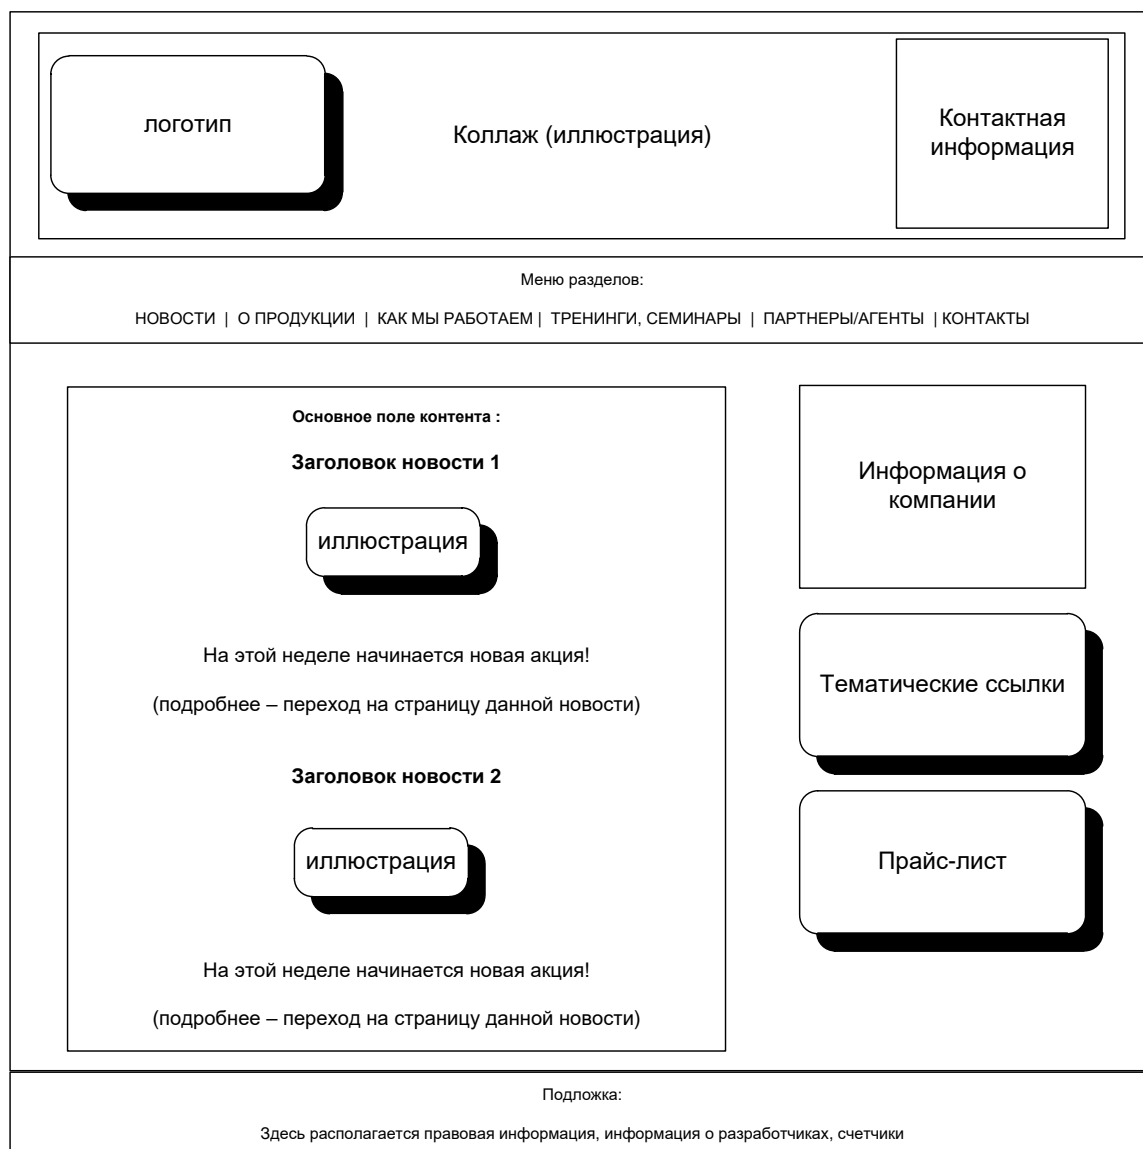 логотип
Коллаж (иллюстрация)
Контактная
информация
Меню разделов:
НОВОСТИ | О ПРОДУКЦИИ | КАК МЫ РАБОТАЕМ | ТРЕНИНГИ, СЕМИНАРЫ | ПАРТНЕРЫ/АГЕНТЫ | КОНТАКТЫ
Основное поле контента :
Заголовок новости 1
иллюстрация
На этой неделе начинается новая акция!
(подробнее – переход на страницу данной новости)
Заголовок новости 2
иллюстрация
На этой неделе начинается новая акция!
(подробнее – переход на страницу данной новости)
Информация о
компании
Тематические ссылки
Прайс-лист
Подложка:
Здесь располагается правовая информация, информация о разработчиках, счетчики